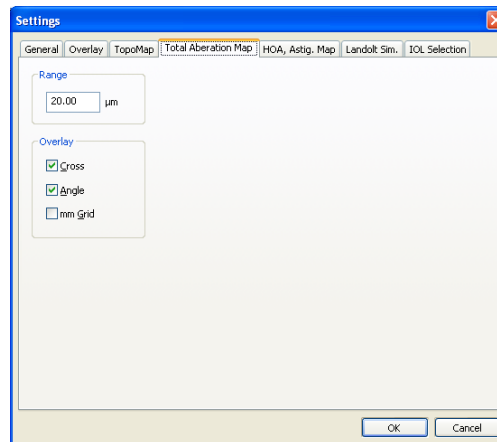 Settings
General Overlay TopoMap Total Aberation Map HOA, Astig. Map Landolt Sim. IOL Selection
Range
20.00 µm
Overlay
Cross
Angle
mm Grid
OK Cancel